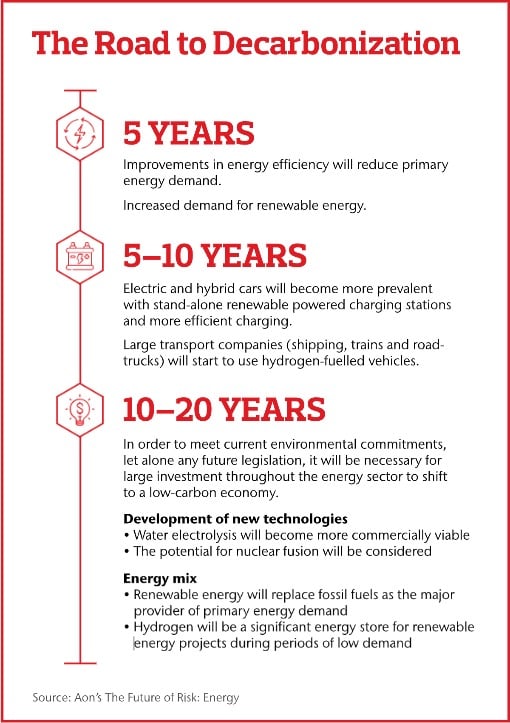 The Road to Decarbonization
5 YEARS
Improvements in energy efficiency will reduce primary
energy demand.
Increased demand for renewable energy.
5–10 YEARS
Electric and hybrid cars will become more prevalent
with stand-alone renewable powered charging stations
and more efficient charging.
Large transport companies (shipping, trains and road-
trucks) will start to use hydrogen-fuelled vehicles.
10–20 YEARS
In order to meet current environmental commitments,
let alone any future legislation, it will be necessary for
large investment throughout the energy sector to shift
to a low-carbon economy.
Development of new technologies
• Water electrolysis will become more commercially viable
• The potential for nuclear fusion will be considered
Energy mix
• Renewable energy will replace fossil fuels as the major
provider of primary energy demand
• Hydrogen will be a significant energy store for renewable
energy projects during periods of low demand
Source: Aon's The Future of Risk: Energy